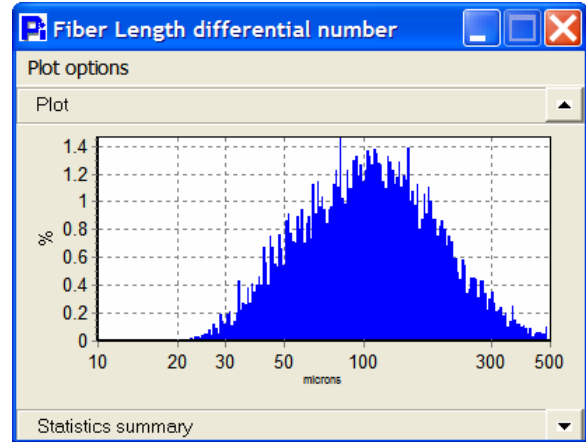 Pi Fiber Length differential number
Plot options
Plot
1.4
1.2
1
0.8
0.6
0.4
0.2
0
%
10 20 30 50 100 300 500
microns
Statistics summary